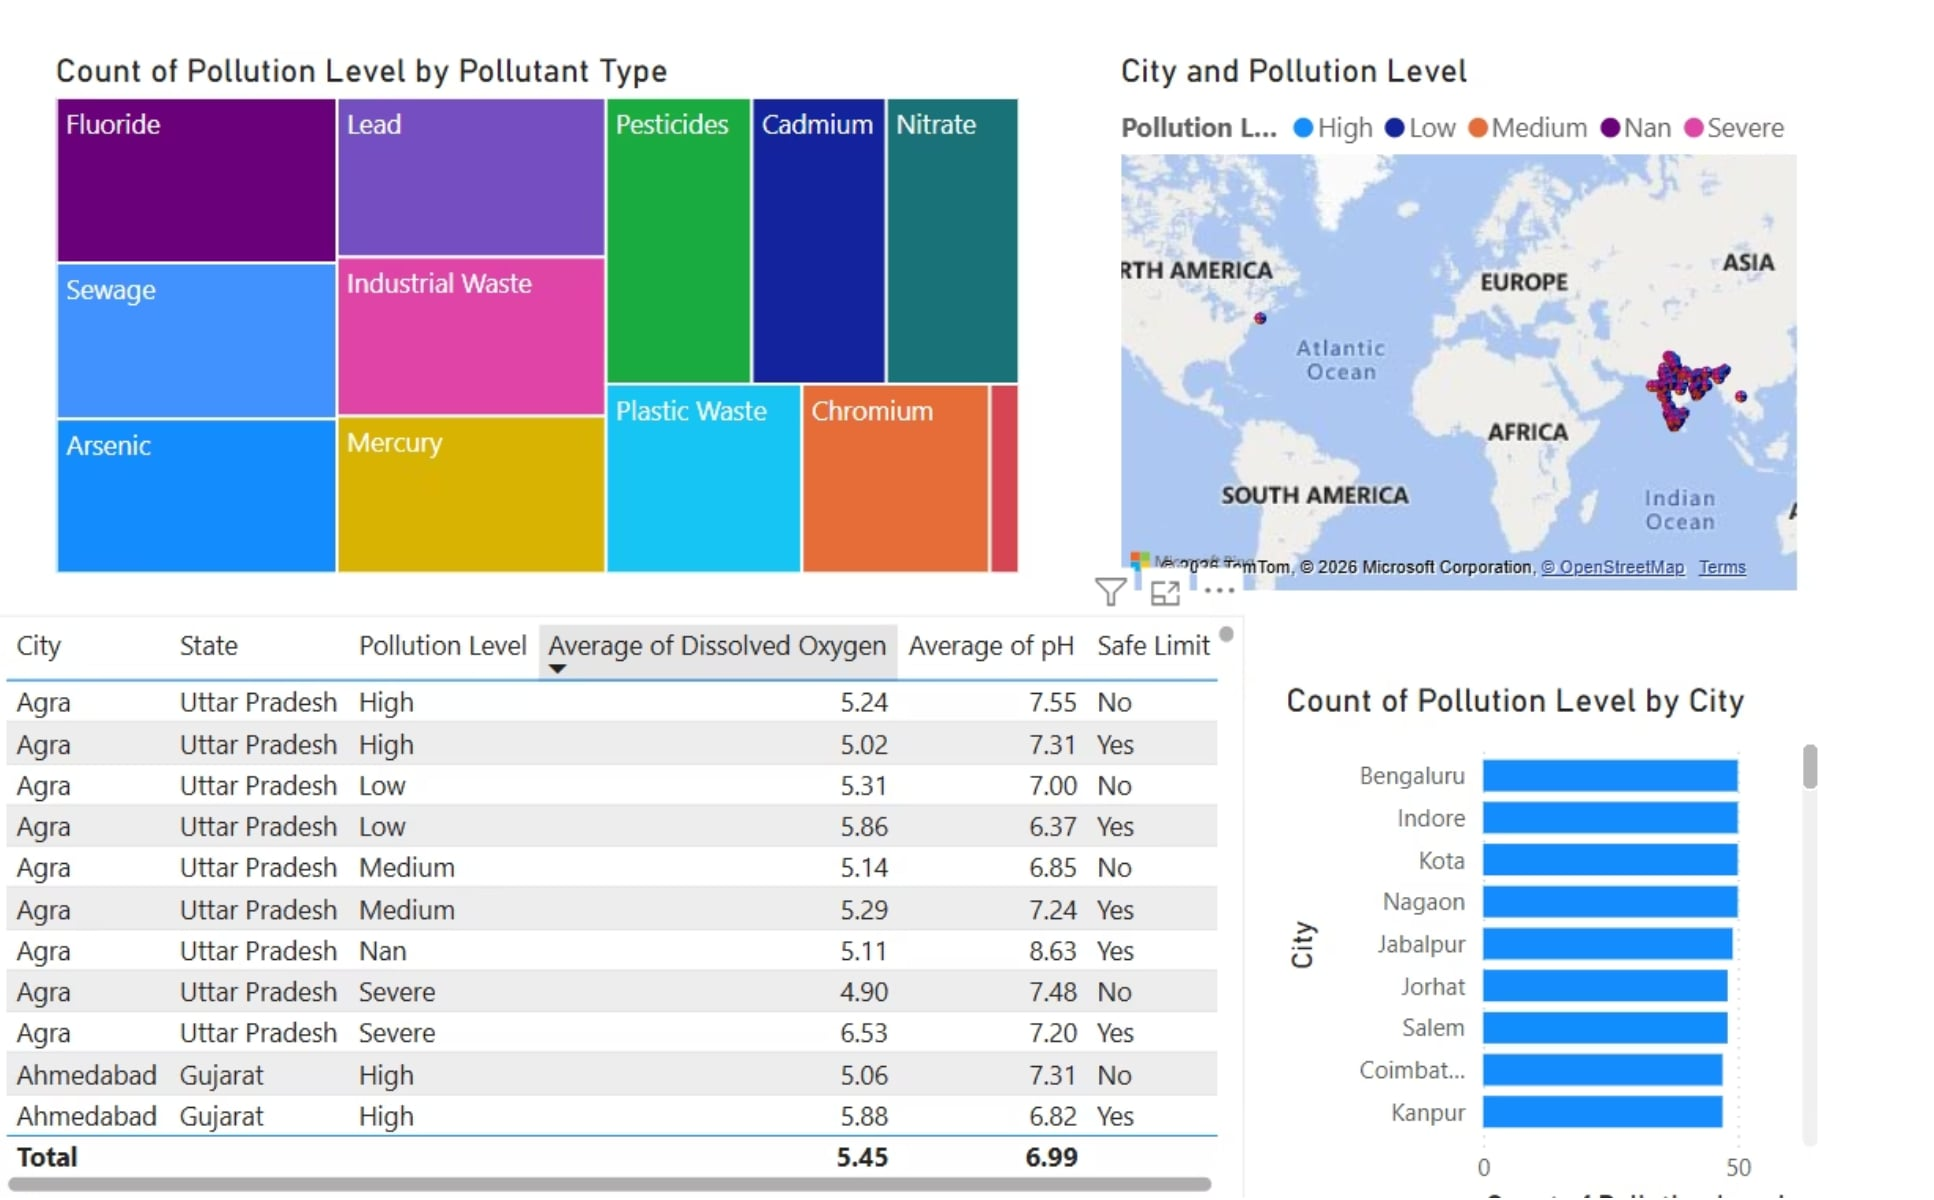 Count of Pollution Level by Pollutant Type
Fluoride
Lead
Pesticides
Cadmium
Nitrate
Sewage
Industrial Waste
Arsenic
Mercury
Plastic Waste
Chromium
City and Pollution Level
Pollution L... High Low Medium Nan Severe
RTH AMERICA
EUROPE
ASIA
Atlantic
Ocean
AFRICA
SOUTH AMERICA
Indian
Ocean
A
© 2026 TomTom, © 2026 Microsoft Corporation, © OpenStreetMap Terms
City State Pollution Level Average of Dissolved Oxygen Average of pH Safe Limit
Agra Uttar Pradesh High 5.24 7.55 No
Agra Uttar Pradesh High 5.02 7.31 Yes
Agra Uttar Pradesh Low 5.31 7.00 No
Agra Uttar Pradesh Low 5.86 6.37 Yes
Agra Uttar Pradesh Medium 5.14 6.85 No
Agra Uttar Pradesh Medium 5.29 7.24 Yes
Agra Uttar Pradesh Nan 5.11 8.63 Yes
Agra Uttar Pradesh Severe 4.90 7.48 No
Agra Uttar Pradesh Severe 6.53 7.20 Yes
Ahmedabad Gujarat High 5.06 7.31 No
Ahmedabad Gujarat High 5.88 6.82 Yes
Total 5.45 6.99
Count of Pollution Level by City
City
Bengaluru
Indore
Kota
Nagaon
Jabalpur
Jorhat
Salem
Coimbat...
Kanpur
0 50